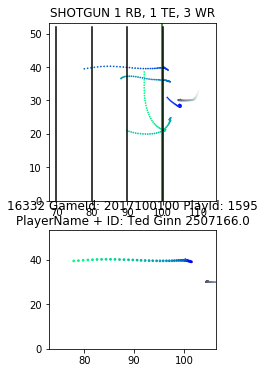 SHOTGUN 1 RB, 1 TE, 3 WR
50
40
30
20
10
0
70 80 90 100 110
16332 GameId: 2017100100 PlayId: 1595
PlayerName + ID: Ted Ginn 2507166.0
40
20
0
80 90 100